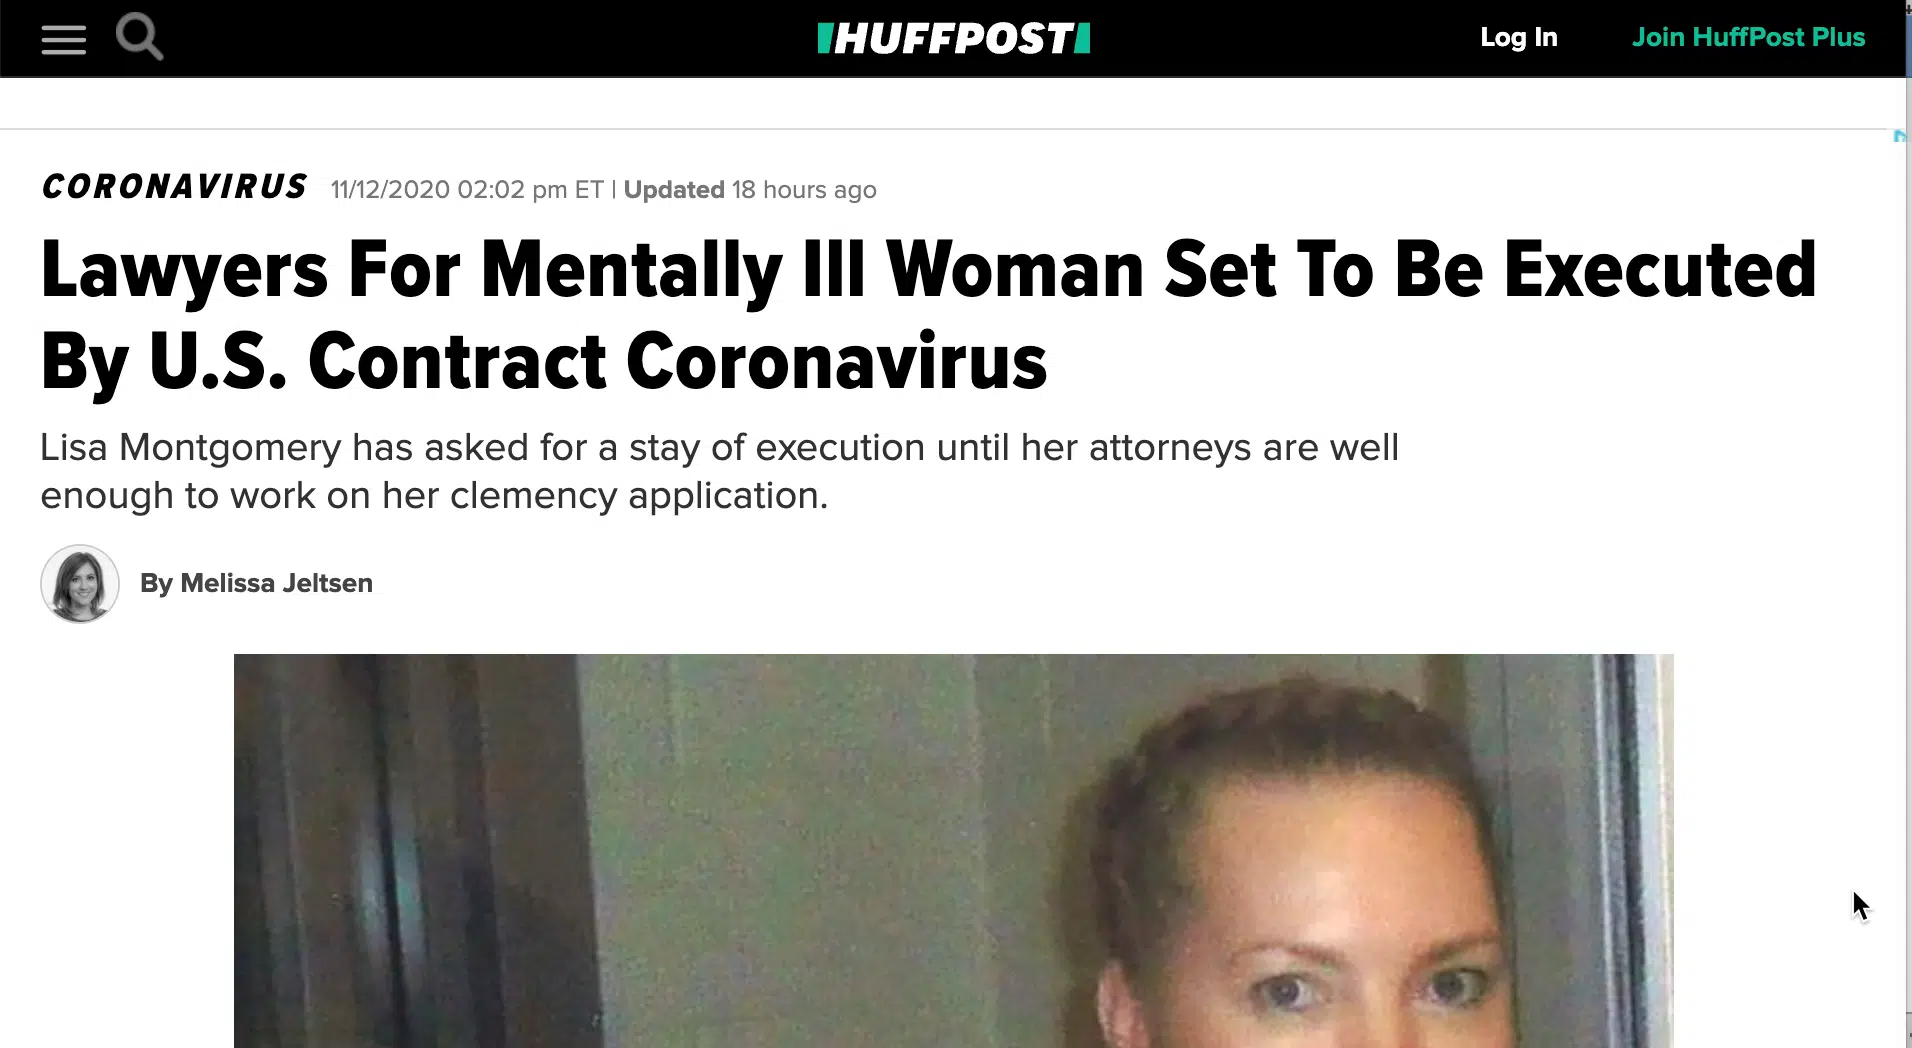 HUFFPOST
Log In
Join HuffPost Plus
CORONAVIRUS 11/12/2020 02:02 pm ET | Updated 18 hours ago
Lawyers For Mentally Ill Woman Set To Be Executed
By U.S. Contract Coronavirus
Lisa Montgomery has asked for a stay of execution until her attorneys are well
enough to work on her clemency application.
By Melissa Jeltsen